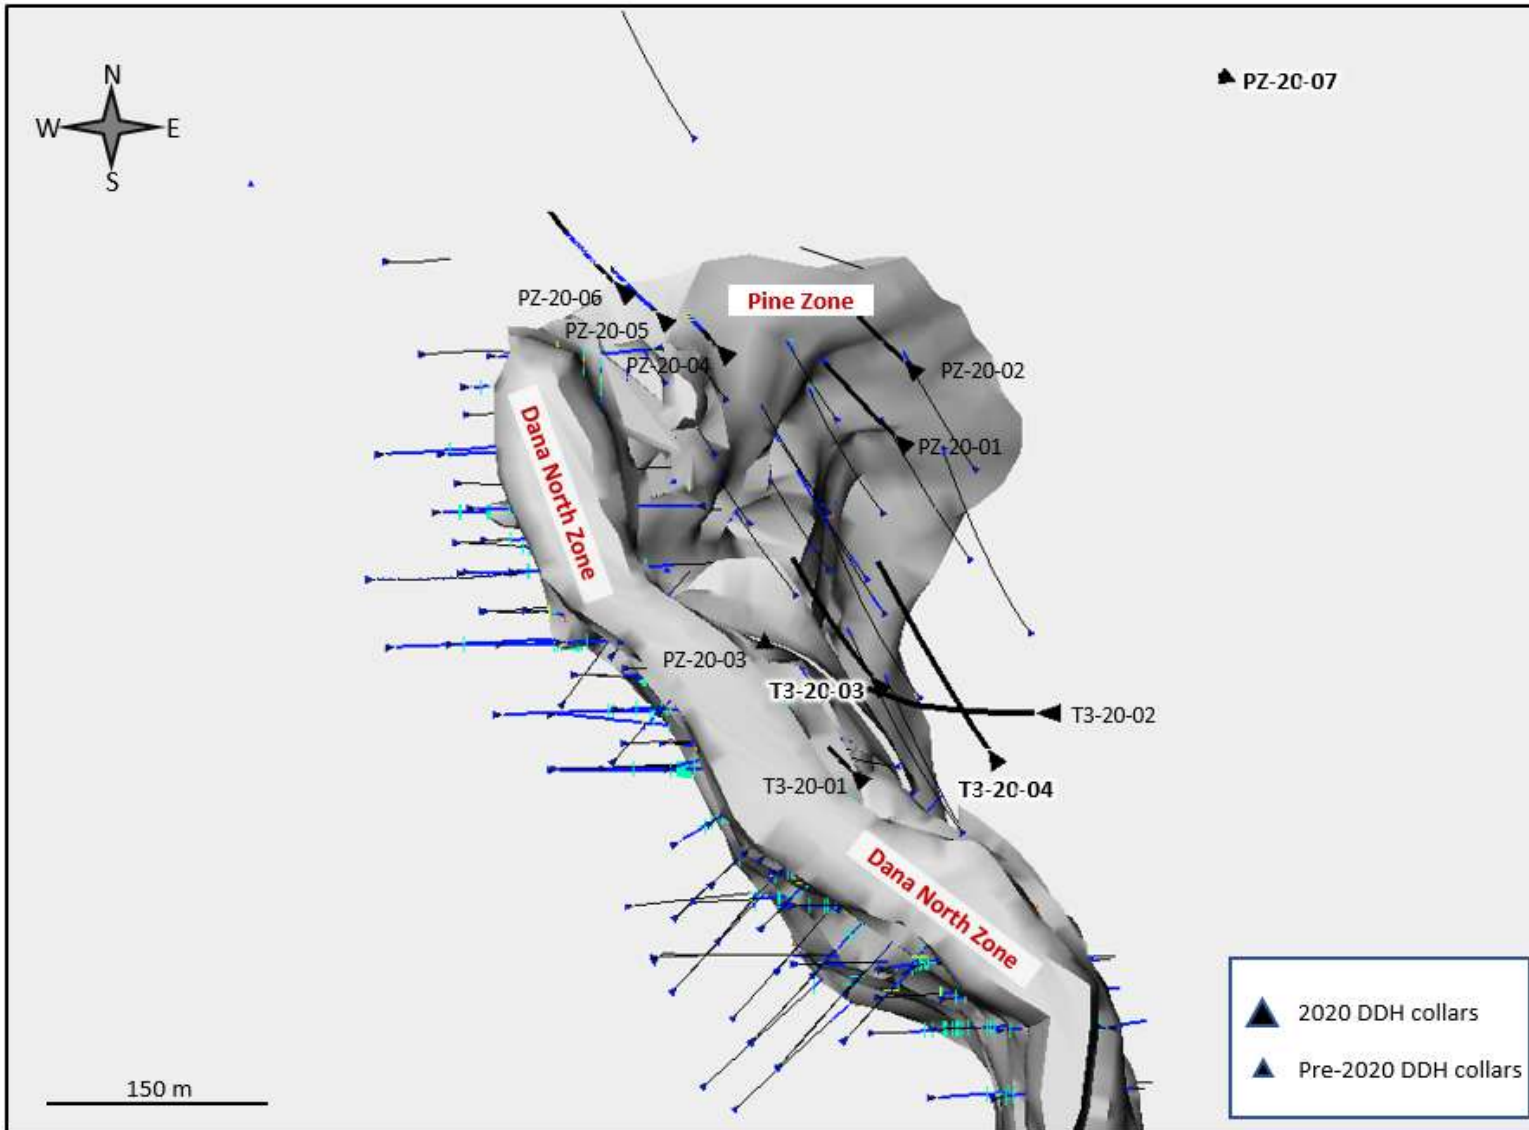 N
W E
S
PZ-20-07
PZ-20-06
Pine Zone
PZ-20-05
PZ-20-04
PZ-20-02
Dana North Zone
PZ-20-01
PZ-20-03
T3-20-03
T3-20-02
T3-20-01
T3-20-04
Dana North Zone
2020 DDH collars
Pre-2020 DDH collars
150 m